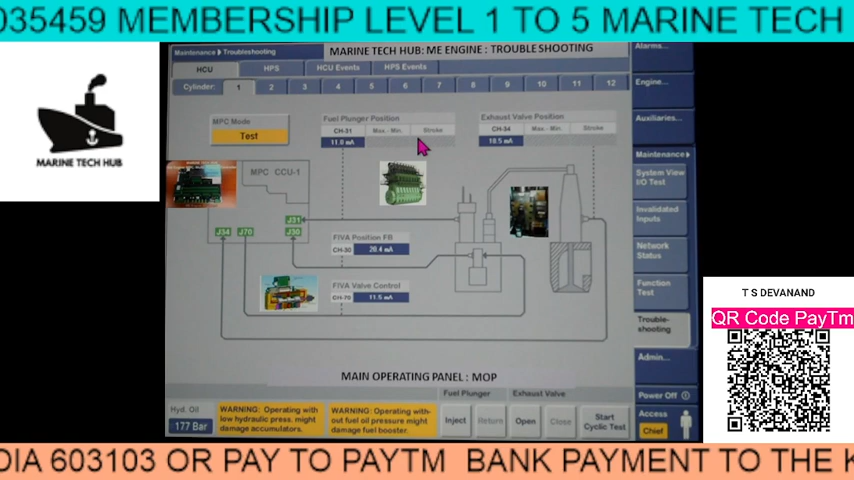 035459 MEMBERSHIP LEVEL 1 TO 5 MARINE TECH
MARINE TECH HUB
Maintenance Troubleshooting
MARINE TECH HUB: ME ENGINE : TROUBLE SHOOTING
HCU HPS HCU Events HPS Events
Cylinder: 1 2 3 4 5 6 7 8 9 10 11 12
MPC Mode
Test
Fuel Plunger Position
CH-31 Max.- Min. Stroke
11.0 mA
Exhaust Valve Position
CH-34 Max.- Min. Stroke
18.5 mA
MPC CCU-1
J31
J34 J70 J30
FIVA Position FB
CH-30 20.4 mA
FIVA Valve Control
CH-70 11.5 mA
MAIN OPERATING PANEL : MOP
Hyd. Oil
177 Bar
WARNING: Operating with
low hydraulic press. might
damage accumulators.
WARNING: Operating with-
out fuel oil pressure might
damage fuel booster.
Fuel Plunger
Inject Return
Exhaust Valve
Open Close
Start
Cyclic Test
Alarms...
Engine...
Auxiliaries...
Maintenance
System View
I/O Test
Invalidated
Inputs
Network
Status
Function
Test
Trouble-
shooting
Admin...
Power Off
Access
Chief
T S DEVANAND
QR Code PayTm
DIA 603103 OR PAY TO PAYTM BANK PAYMENT TO THE